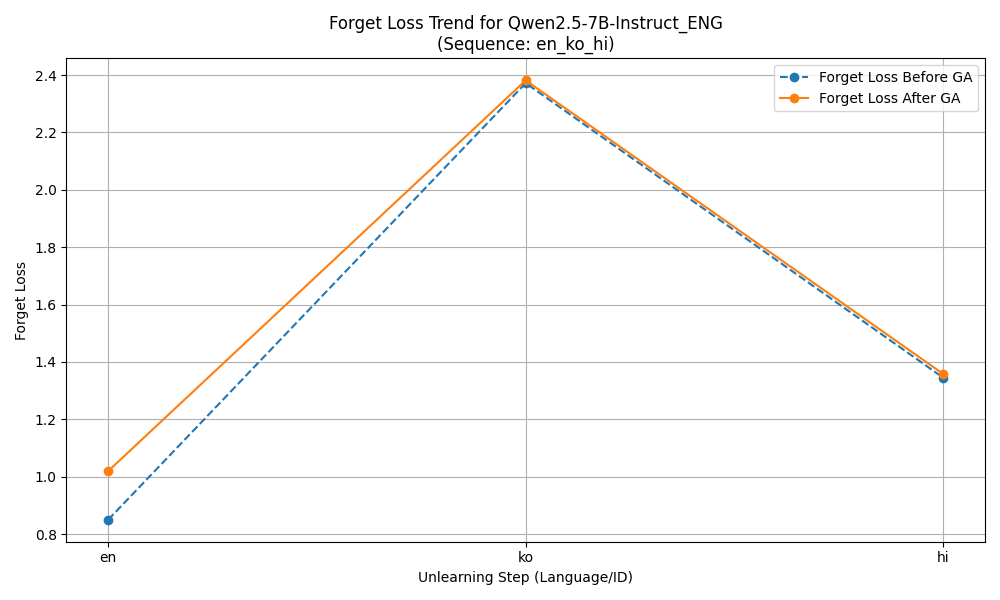 Forget Loss Trend for Qwen2.5-7B-Instruct_ENG
(Sequence: en_ko_hi)
Forget Loss Before GA
Forget Loss After GA
Forget Loss
2.4
2.2
2.0
1.8
1.6
1.4
1.2
1.0
0.8
en
ko
hi
Unlearning Step (Language/ID)